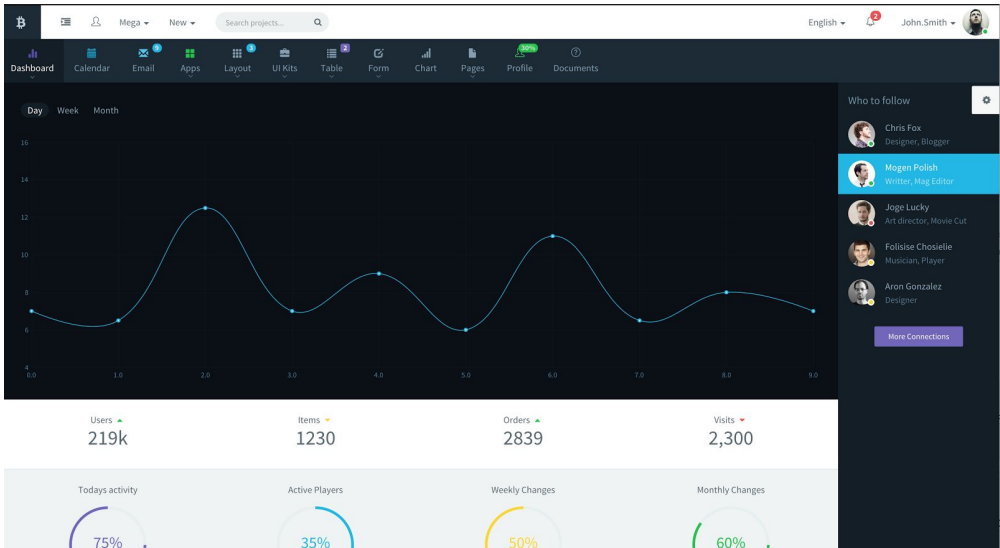 Mega New Search projects... English 2 John.Smith
9 3 2 30%
Dashboard Calendar Email Apps Layout UI Kits Table Form Chart Pages Profile Documents
Day Week Month
Who to follow
Chris Fox
Designer, Blogger
Mogen Polish
Writter, Mag Editor
Joge Lucky
Art director, Movie Cut
Folisise Chosielie
Musician, Player
Aron Gonzalez
Designer
More Connections
16
14
12
10
8
6
4
0.0 1.0 2.0 3.0 4.0 5.0 6.0 7.0 8.0 9.0
Users Items Orders Visits
219k 1230 2839 2,300
Todays activity Active Players Weekly Changes Monthly Changes
75% 35% 50% 60%